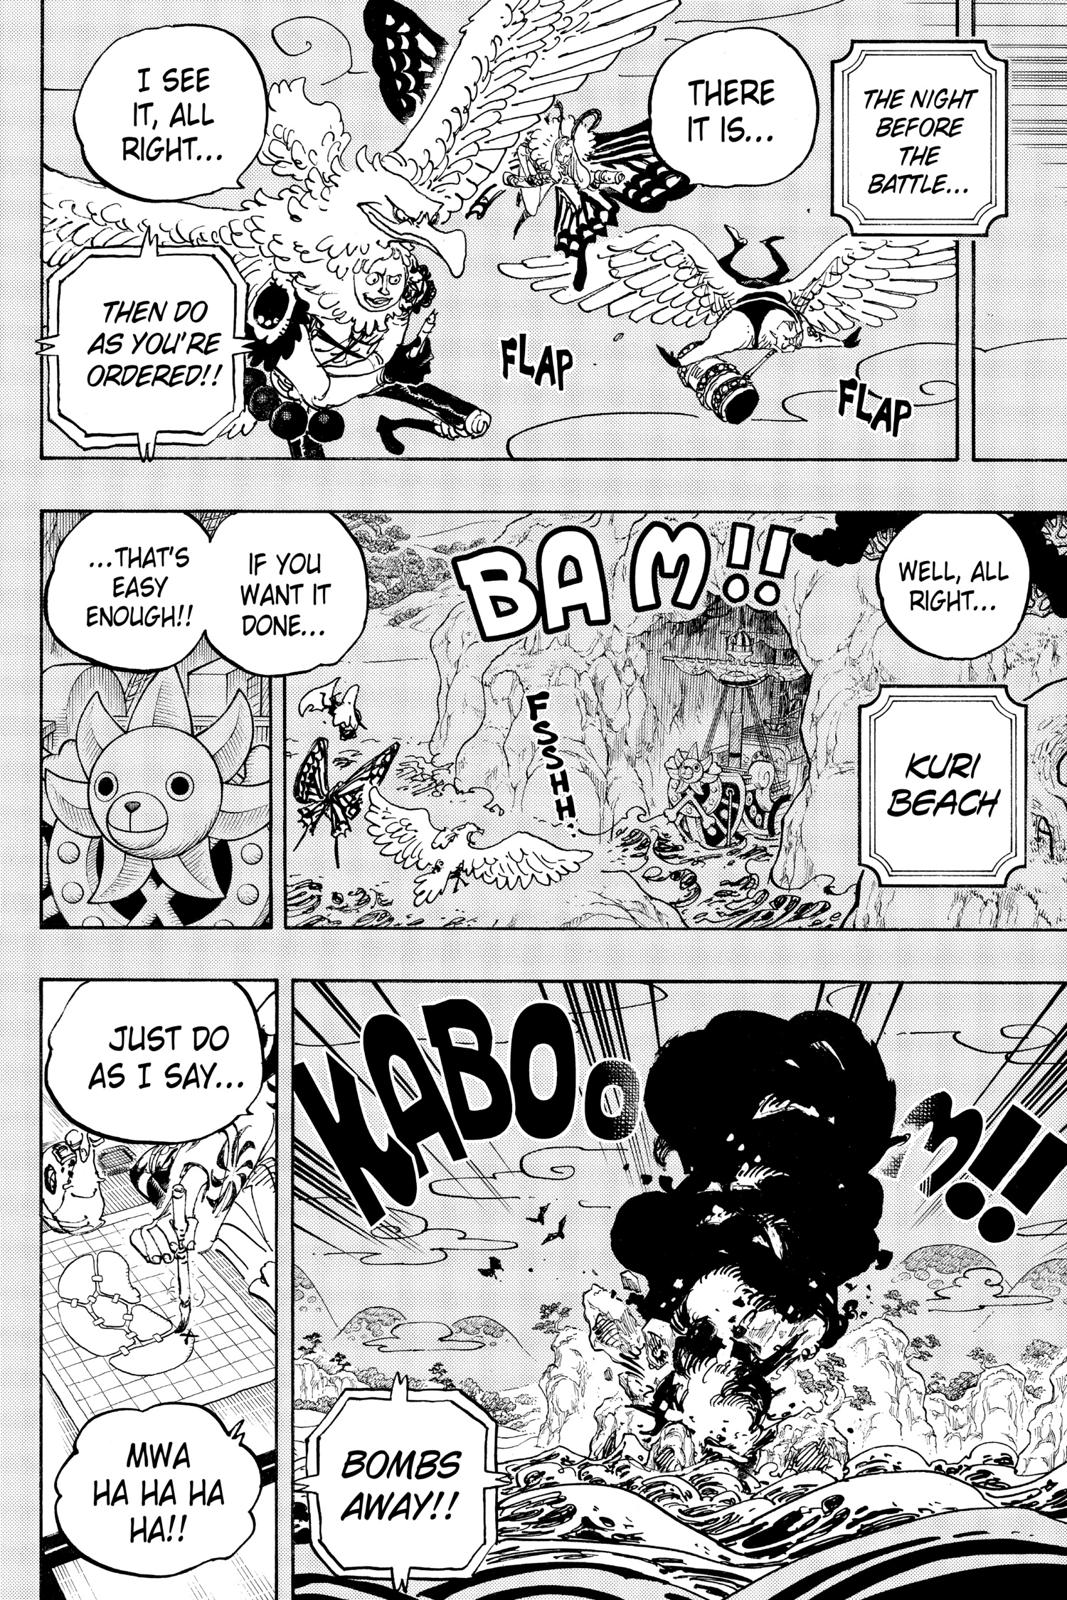 THE NIGHT
BEFORE
THE
BATTLE...
THERE
IT IS...
I SEE
IT, ALL
RIGHT...
THEN DO
AS YOU'RE
ORDERED!!
FLAP
FLAP
WELL, ALL
RIGHT...
KURI
BEACH
BAM!!
FSSHH
IF YOU
WANT IT
DONE...
...THAT'S
EASY
ENOUGH!!
KABOOM!!
BOMBS
AWAY!!
JUST DO
AS I SAY...
MWA
HA HA HA
HA!!